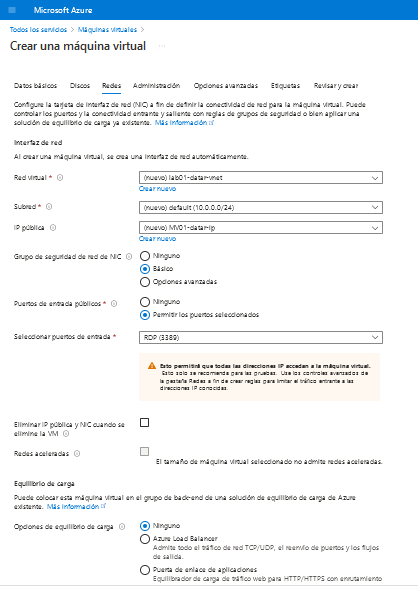 Microsoft Azure
Todos los servicios > Máquinas virtuales >
Crear una máquina virtual ...
Datos básicos Discos Redes Administración Opciones avanzadas Etiquetas Revisar y crear
Configure la tarjeta de interfaz de red (NIC) a fin de definir la conectividad de red para la máquina virtual. Puede
controlar los puertos y la conectividad entrante y saliente con reglas de grupos de seguridad o bien aplicar una
solución de equilibrio de carga ya existente. Más información
Interfaz de red
Al crear una máquina virtual, se crea una interfaz de red automáticamente.
Red virtual * (nuevo) lab01-datar-vnet
Crear nuevo
Subred * (nuevo) default (10.0.0.0/24)
IP pública (nuevo) MV01-datar-ip
Crear nuevo
Grupo de seguridad de red de NIC Ninguno
Básico
Opciones avanzadas
Puertos de entrada públicos * Ninguno
Permitir los puertos seleccionados
Seleccionar puertos de entrada * RDP (3389)
Esto permitirá que todas las direcciones IP accedan a la máquina virtual.
Esto solo se recomienda para las pruebas. Use los controles avanzados de
la pestaña Redes a fin de crear reglas para limitar el tráfico entrante a las
direcciones IP conocidas.
Eliminar IP pública y NIC cuando se
elimine la VM
Redes aceleradas
El tamaño de máquina virtual seleccionado no admite redes aceleradas.
Equilibrio de carga
Puede colocar esta máquina virtual en el grupo de back-end de una solución de equilibrio de carga de Azure
existente. Más información
Opciones de equilibrio de carga Ninguno
Azure Load Balancer
Admite todo el tráfico de red TCP/UDP, el reenvío de puertos y los flujos
de salida.
Puerta de enlace de aplicaciones
Equilibrador de carga de tráfico web para HTTP/HTTPS con enrutamiento